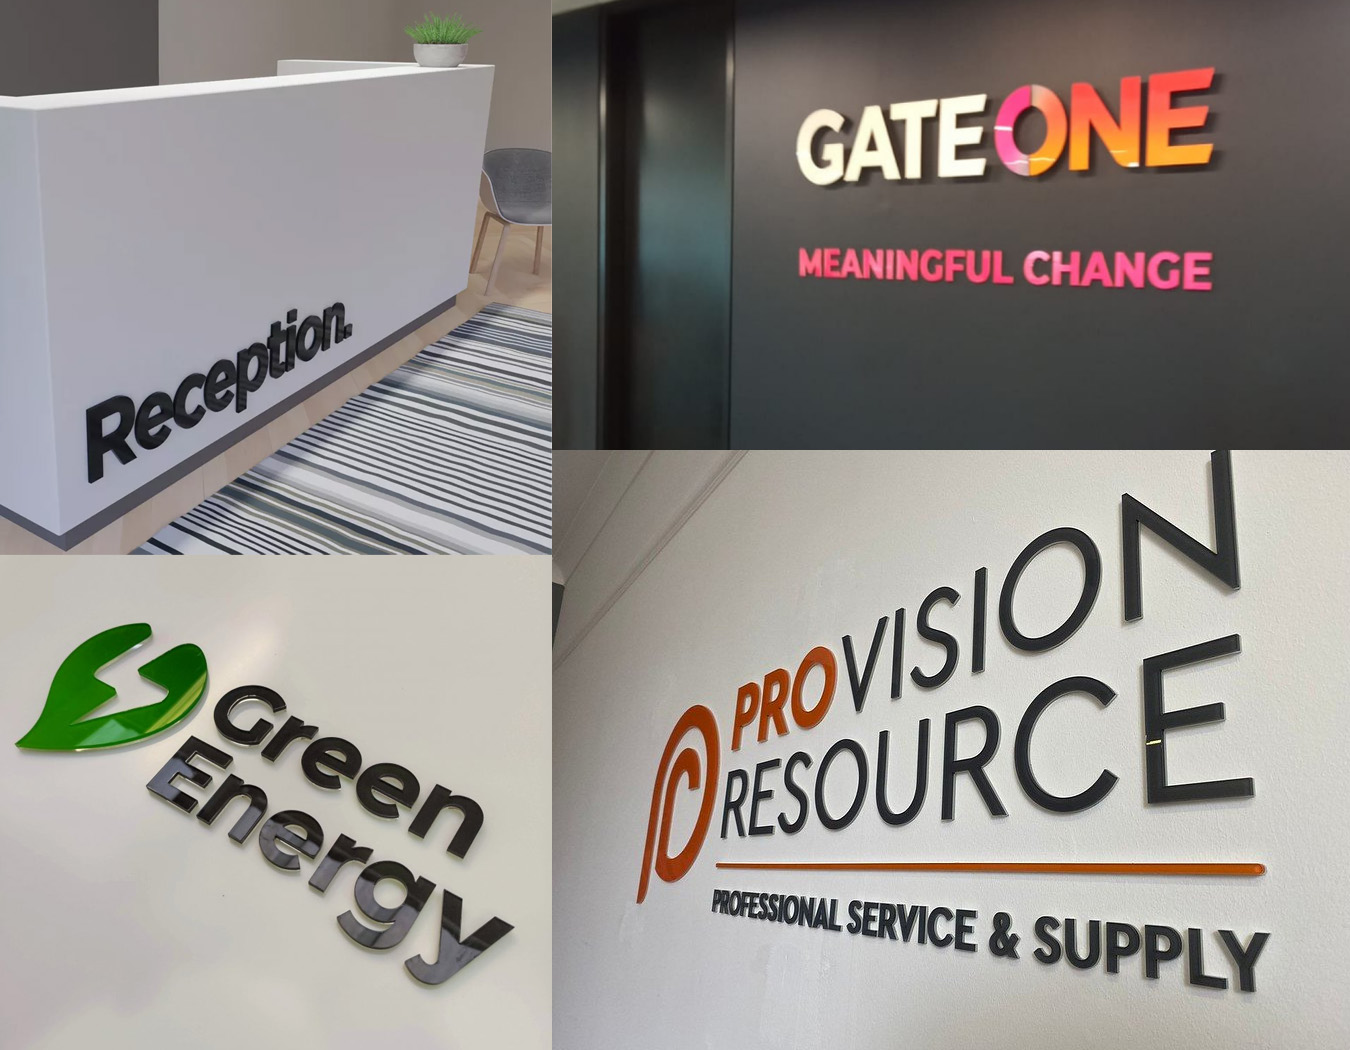 Reception.
GATE ONE
MEANINGFUL CHANGE
Green
Energy
PROVISION
RESOURCE
PROFESSIONAL SERVICE & SUPPLY